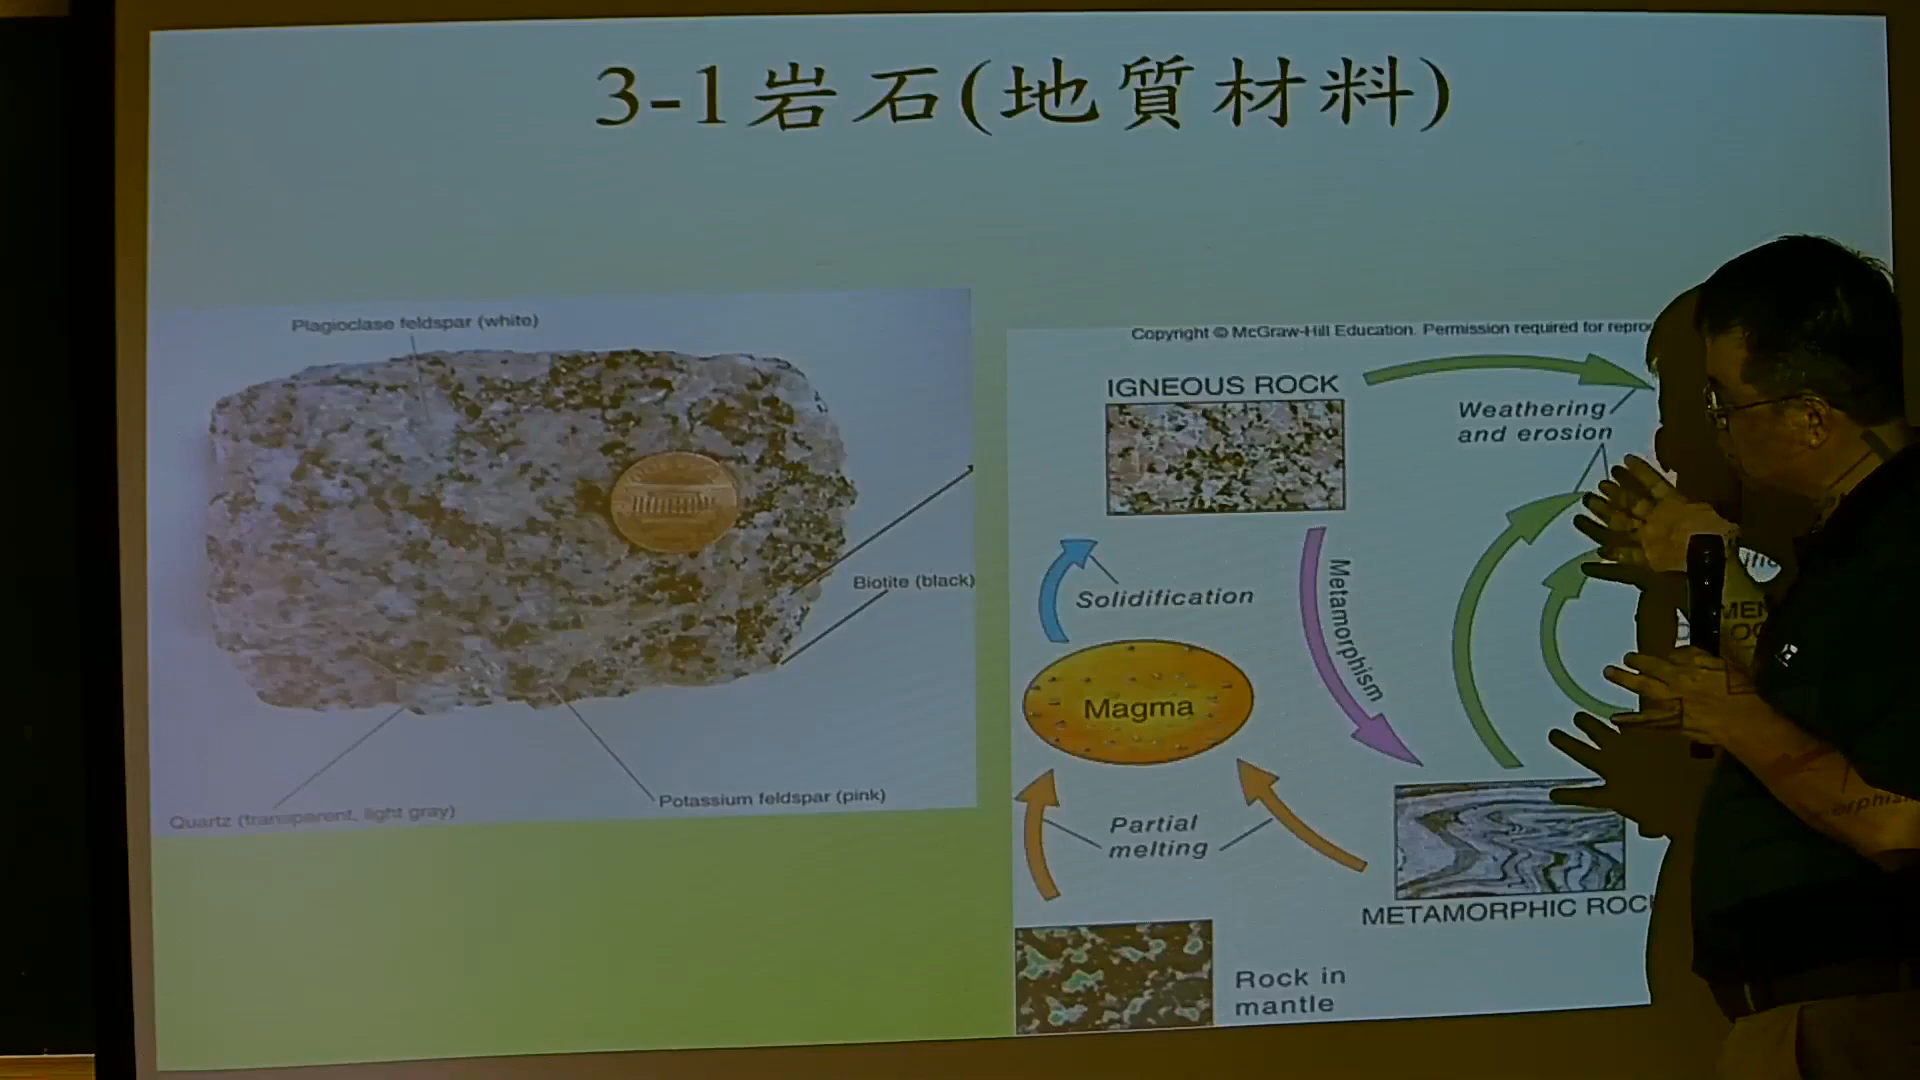 3-1岩石(地質材料)
Plagioclase feldspar (white)
Biotite (black)
Potassium feldspar (pink)
Quartz (transparent, light gray)
Copyright © McGraw-Hill Education. Permission required for
IGNEOUS ROCK
Weathering
and erosion
Solidification
Metamorphism
Magma
Partial
melting
METAMORPHIC
Rock in
mantle